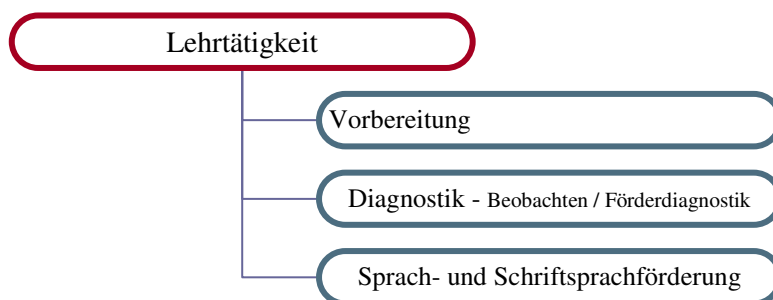 Lehrtätigkeit
Vorbereitung
Diagnostik - Beobachten / Förderdiagnostik
Sprach- und Schriftsprachförderung